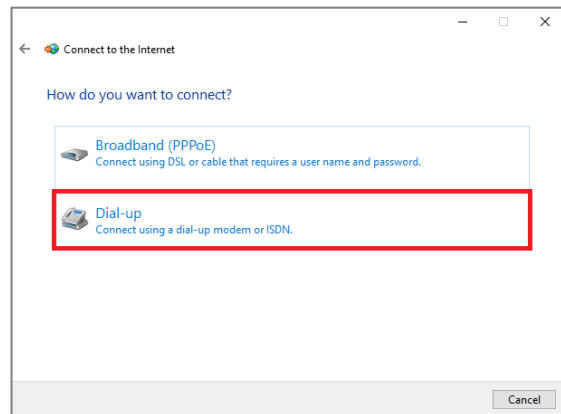 Connect to the Internet
How do you want to connect?
Broadband (PPPoE)
Connect using DSL or cable that requires a user name and password.
Dial-up
Connect using a dial-up modem or ISDN.
Cancel